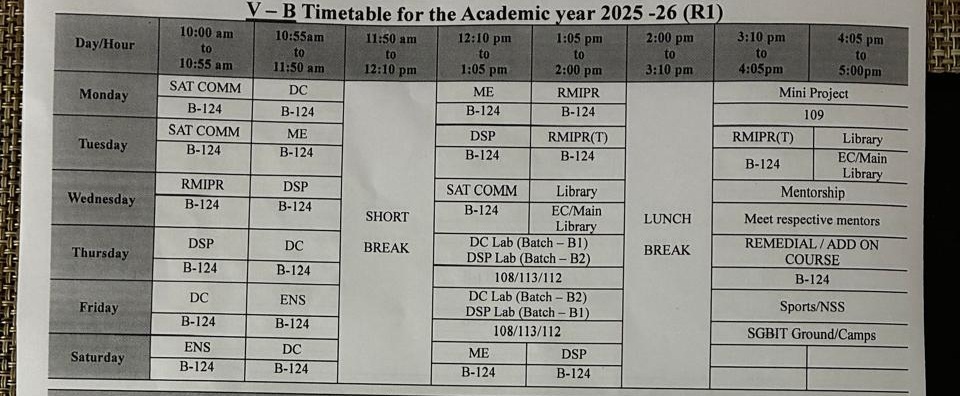 V – B Timetable for the Academic year 2025 -26 (R1)
Day/Hour
10:00 am
to
10:55 am
10:55am
to
11:50 am
11:50 am
to
12:10 pm
12:10 pm
to
1:05 pm
1:05 pm
to
2:00 pm
2:00 pm
to
3:10 pm
3:10 pm
to
4:05pm
4:05 pm
to
5:00pm
Monday
SAT COMM
B-124
DC
B-124
ME
B-124
RMIPR
B-124
Mini Project
109
Tuesday
SAT COMM
B-124
ME
B-124
DSP
B-124
RMIPR(T)
B-124
RMIPR(T)
B-124
Library
EC/Main
Library
Wednesday
RMIPR
B-124
DSP
B-124
SAT COMM
B-124
Library
EC/Main
Library
Mentorship
Meet respective mentors
SHORT
BREAK
LUNCH
BREAK
Thursday
DSP
B-124
DC
B-124
DC Lab (Batch – B1)
DSP Lab (Batch – B2)
108/113/112
REMEDIAL / ADD ON
COURSE
B-124
Friday
DC
B-124
ENS
B-124
DC Lab (Batch – B2)
DSP Lab (Batch – B1)
108/113/112
Sports/NSS
SGBIT Ground/Camps
Saturday
ENS
B-124
DC
B-124
ME
B-124
DSP
B-124